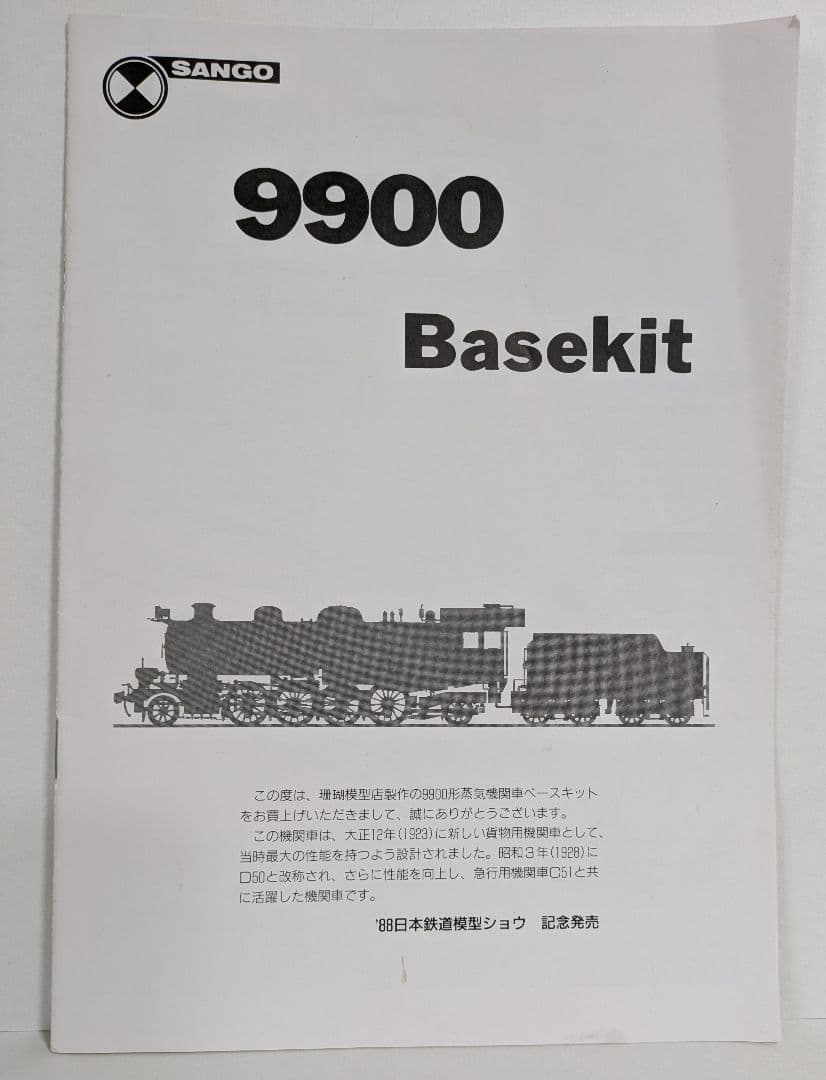 SANGO
9900
Basekit
この度は、珊瑚模型店製作の9900形蒸気機関車ベースキット
をお買上げいただきまして、誠にありがとうございます。
この機関車は、大正12年(1923)に新しい貨物用機関車として、
当時最大の性能を持つよう設計されました。昭和3年(1928)に
D50と改称され、さらに性能を向上し、急行用機関車C51と共
に活躍した機関車です。
'88日本鉄道模型ショウ 記念発売